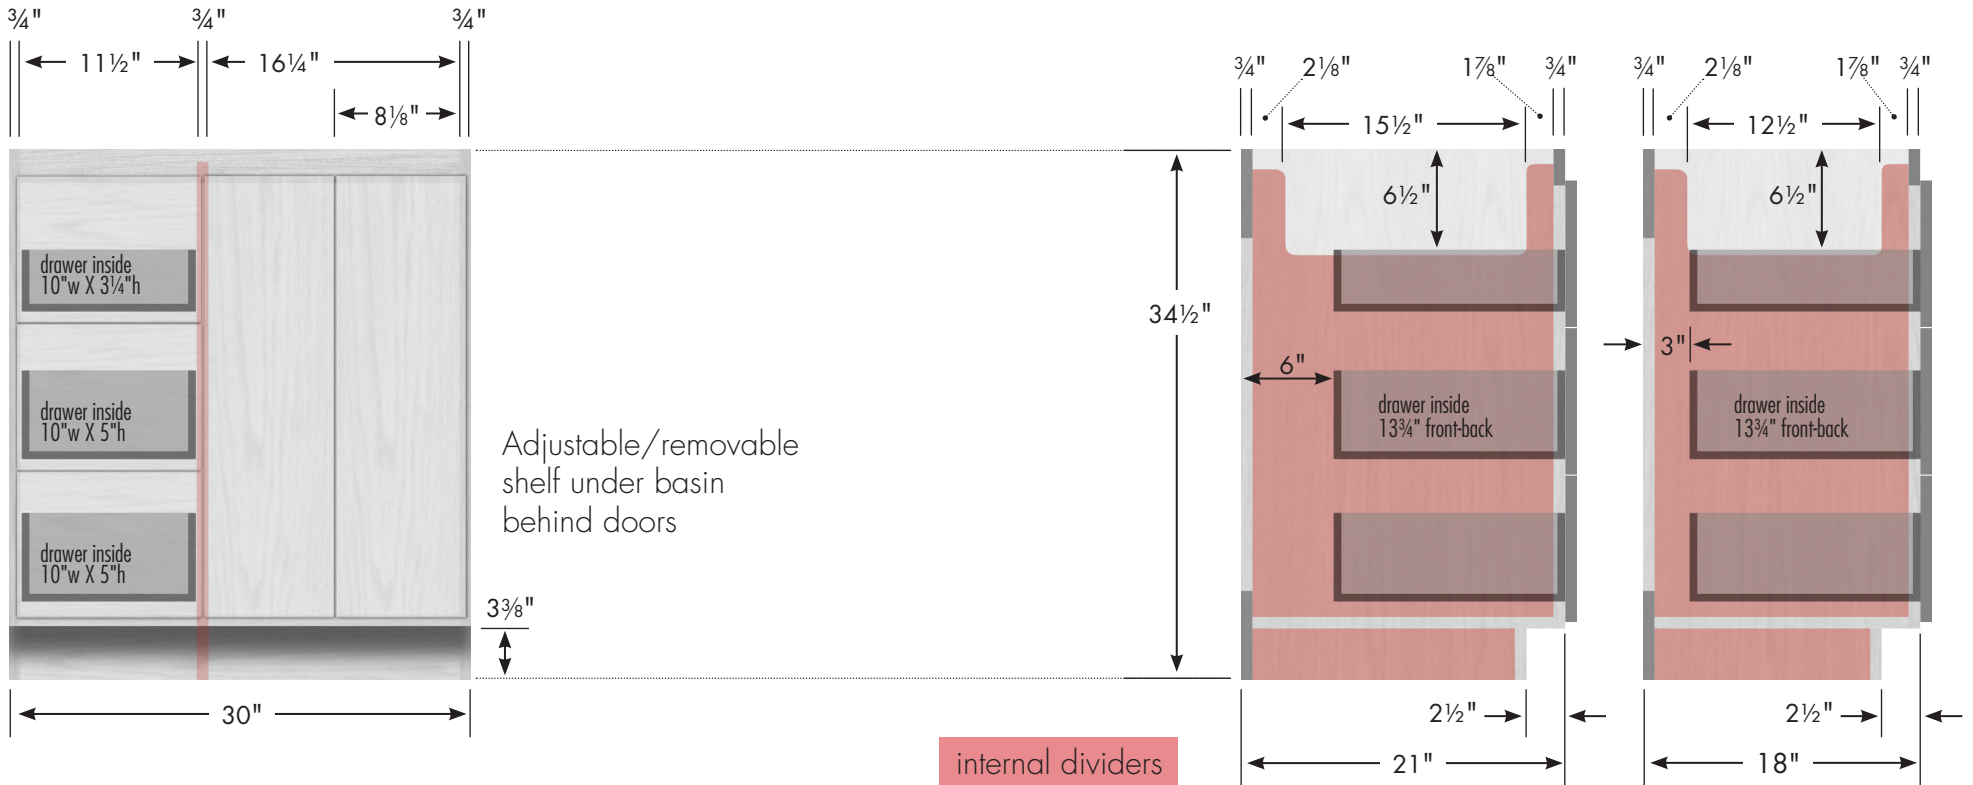 ¾" ¾" ¾"
11½" 16¼"
8⅛"
drawer inside
10"w X 3¼"h
drawer inside
10"w X 5"h
drawer inside
10"w X 5"h
3⅜"
30"
Adjustable/removable
shelf under basin
behind doors
34½"
internal dividers
¾" 2⅛" 1⅞" ¾"
15½"
6½"
6"
drawer inside
13¾" front-back
2½"
21"
¾" 2⅛" 1⅞" ¾"
12½"
6½"
3"
drawer inside
13¾" front-back
2½"
18"